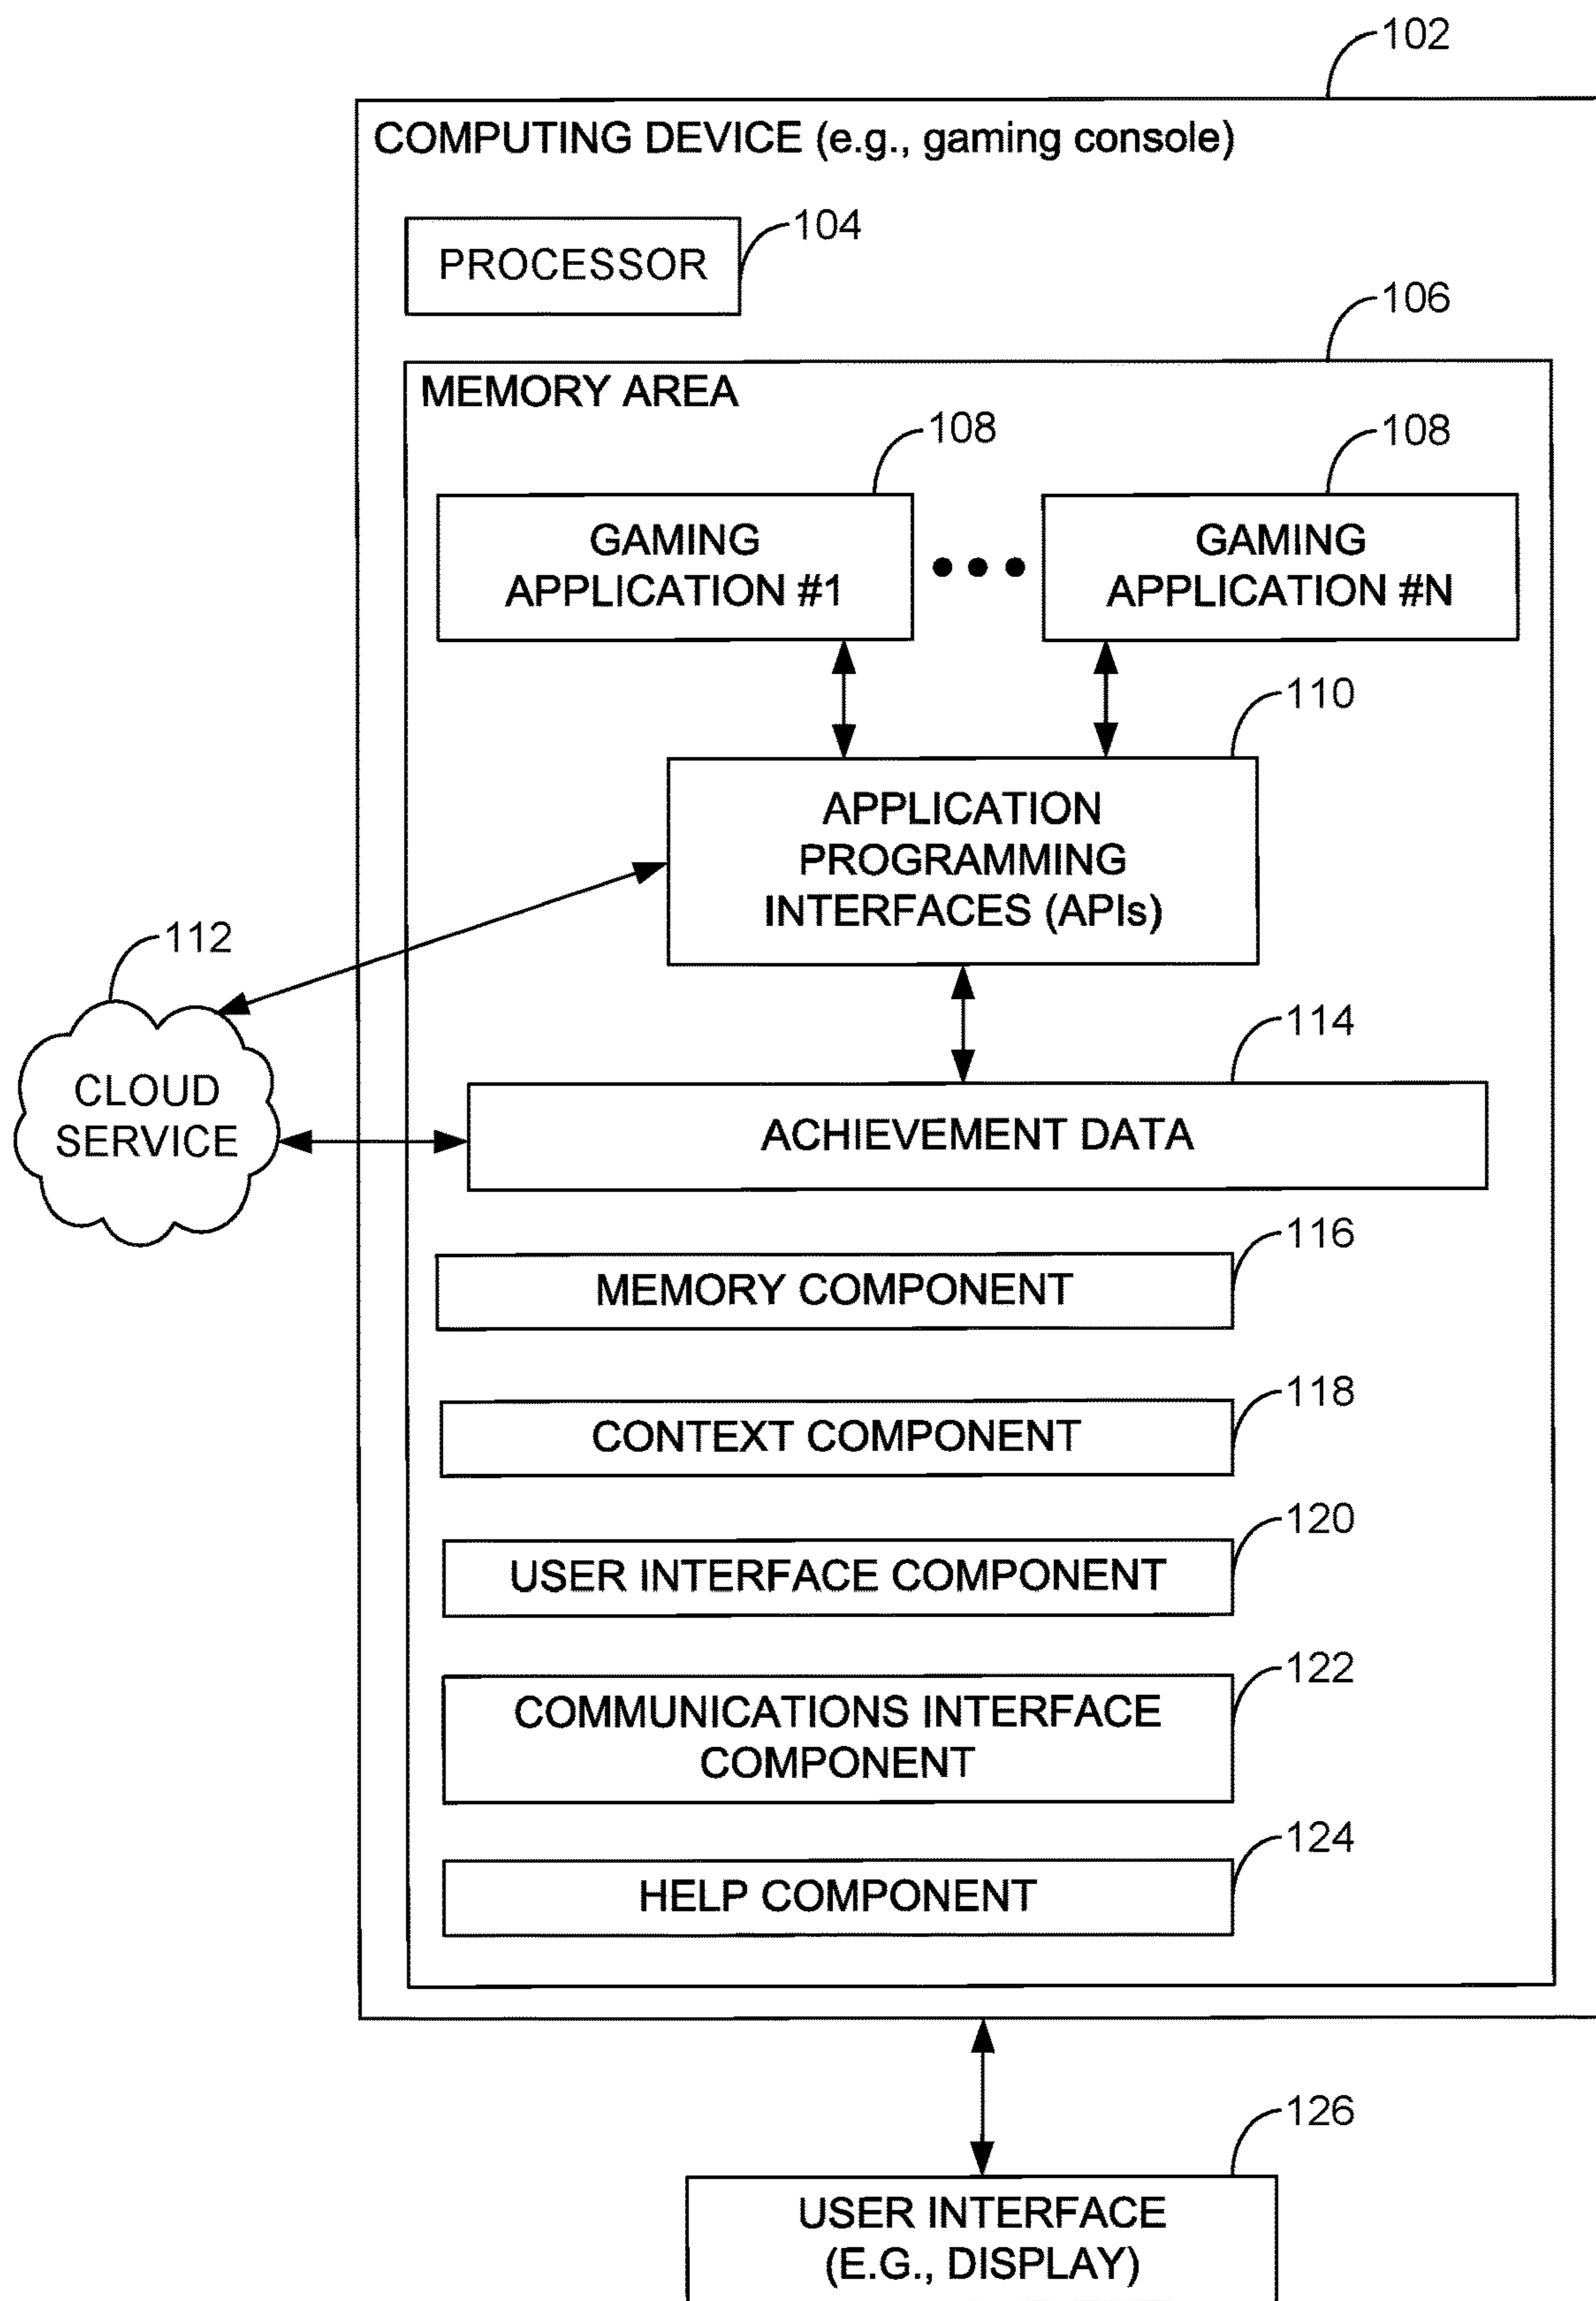 102
COMPUTING DEVICE (e.g., gaming console)
104
PROCESSOR
106
MEMORY AREA
108
108
GAMING
APPLICATION #1
GAMING
APPLICATION #N
110
APPLICATION
PROGRAMMING
INTERFACES (APIs)
112
CLOUD
SERVICE
114
ACHIEVEMENT DATA
116
MEMORY COMPONENT
118
CONTEXT COMPONENT
120
USER INTERFACE COMPONENT
122
COMMUNICATIONS INTERFACE
COMPONENT
124
HELP COMPONENT
126
USER INTERFACE
(E.G., DISPLAY)